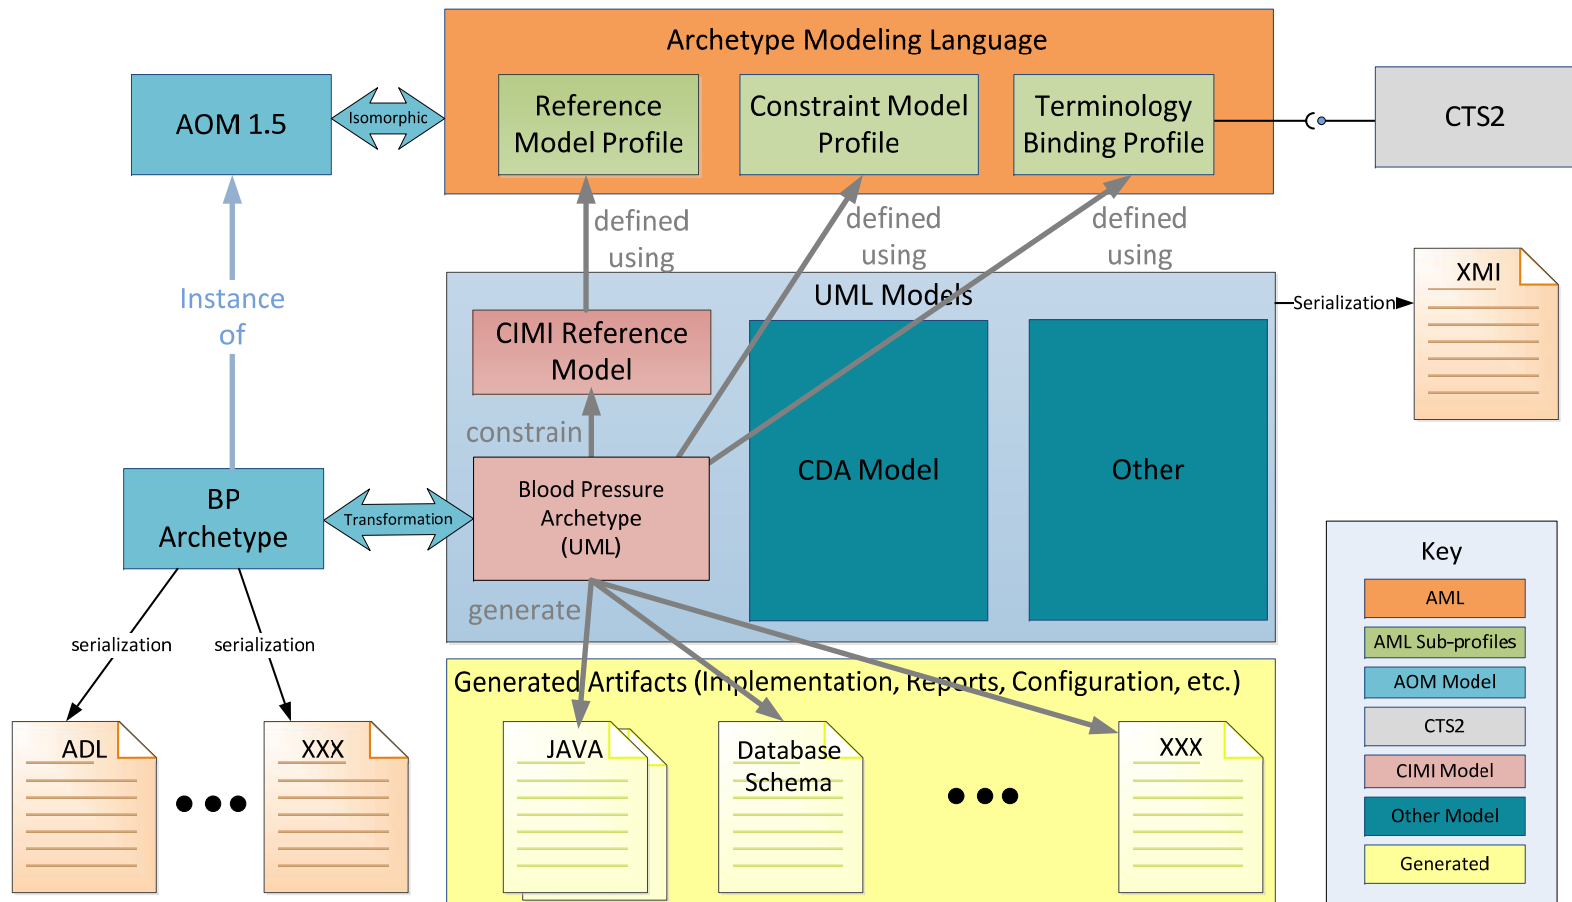 Archetype Modeling Language
AOM 1.5
Isomorphic
Reference
Model Profile
Constraint Model
Profile
Terminology
Binding Profile
CTS2
defined
using
defined
using
defined
using
Instance
of
UML Models
Serialization
XMI
CIMI Reference
Model
constrain
CDA Model
Other
BP
Archetype
Transformation
Blood Pressure
Archetype
(UML)
generate
serialization
serialization
Generated Artifacts (Implementation, Reports, Configuration, etc.)
ADL
XXX
JAVA
Database
Schema
XXX
Key
AML
AML Sub-profiles
AOM Model
CTS2
CIMI Model
Other Model
Generated